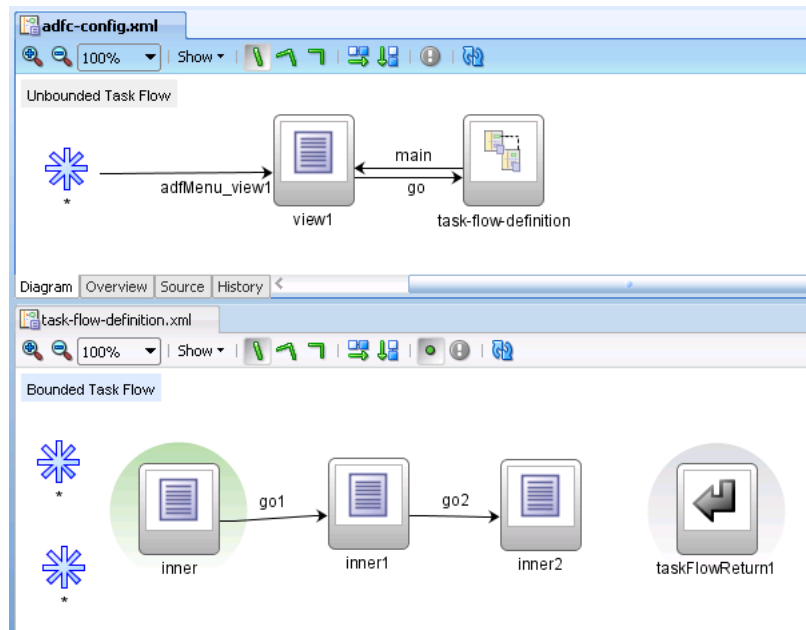 adfc-config.xml
100% Show
Unbounded Task Flow
main
adfMenu_view1
go
*
view1
task-flow-definition
Diagram Overview Source History
task-flow-definition.xml
100% Show
Bounded Task Flow
*
go1
go2
inner
inner1
inner2
taskFlowReturn1
*